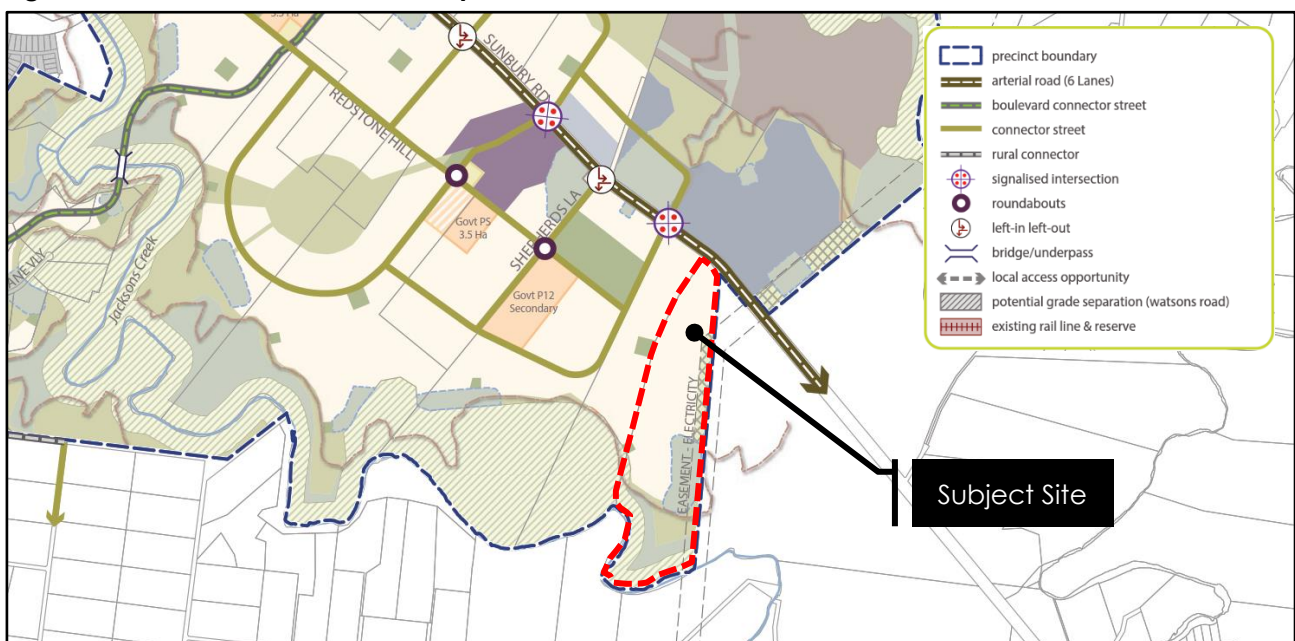 3.5 Ha
SUNBURY RD
REDSTONE HILL
SHEPHERDS LA
Govt P5
3.5 Ha
Govt P12
Secondary
Jacksons Creek
EASEMENT - ELECTRICITY
Subject Site
precinct boundary
arterial road (6 Lanes)
boulevard connector street
connector street
rural connector
signalised intersection
roundabouts
left-in left-out
bridge/underpass
local access opportunity
potential grade separation (watsons road)
existing rail line & reserve